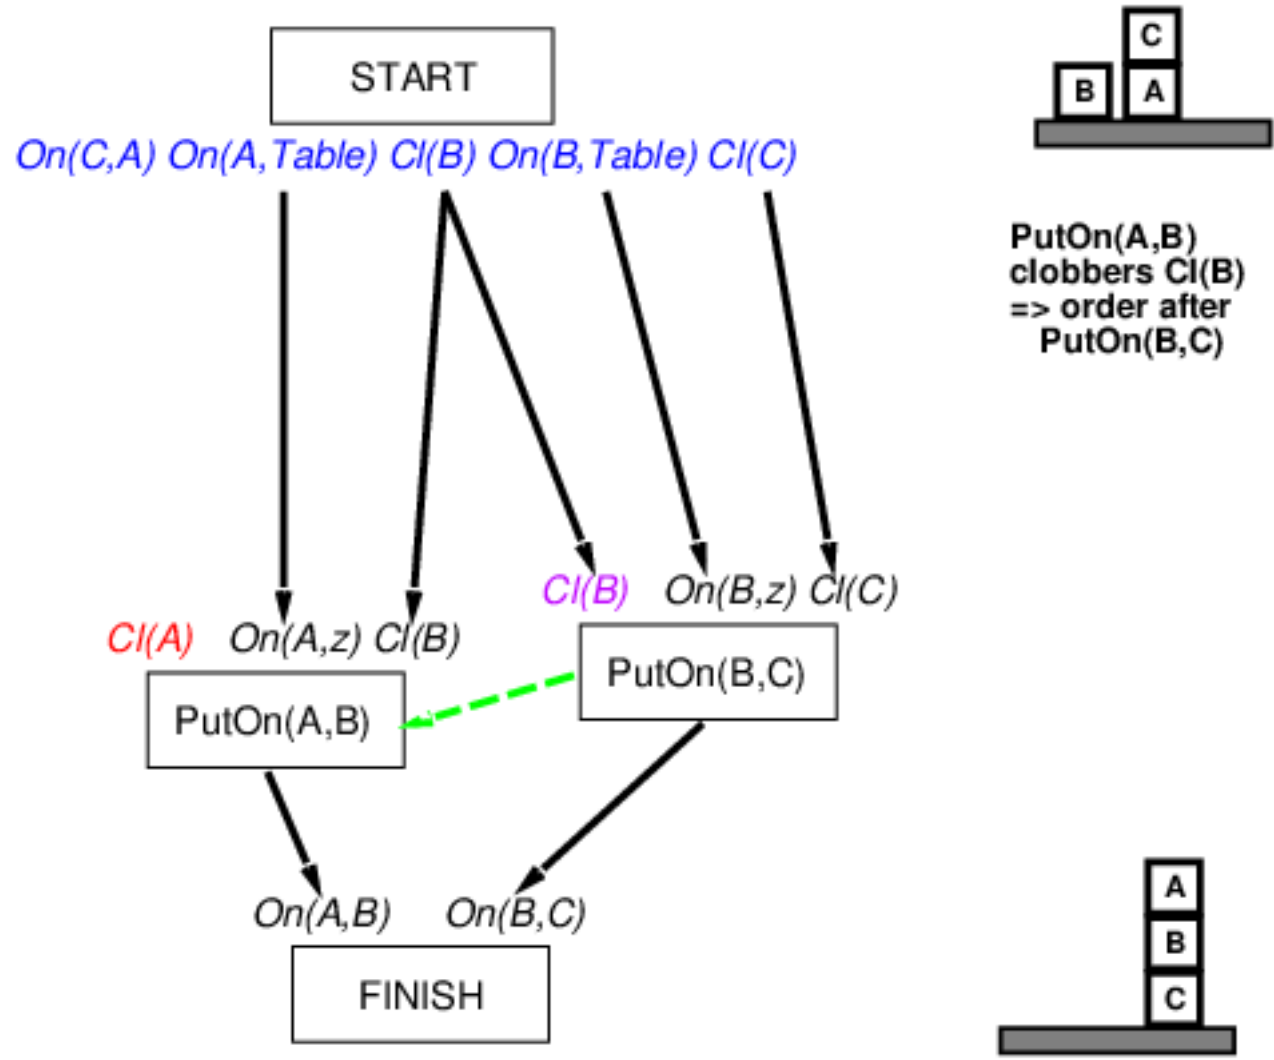 START
On(C,A) On(A,Table) Cl(B) On(B,Table) Cl(C)
C
B A
PutOn(A,B)
clobbers Cl(B)
=> order after
PutOn(B,C)
Cl(B) On(B,z) Cl(C)
Cl(A) On(A,z) Cl(B)
PutOn(B,C)
PutOn(A,B)
On(A,B) On(B,C)
FINISH
A
B
C